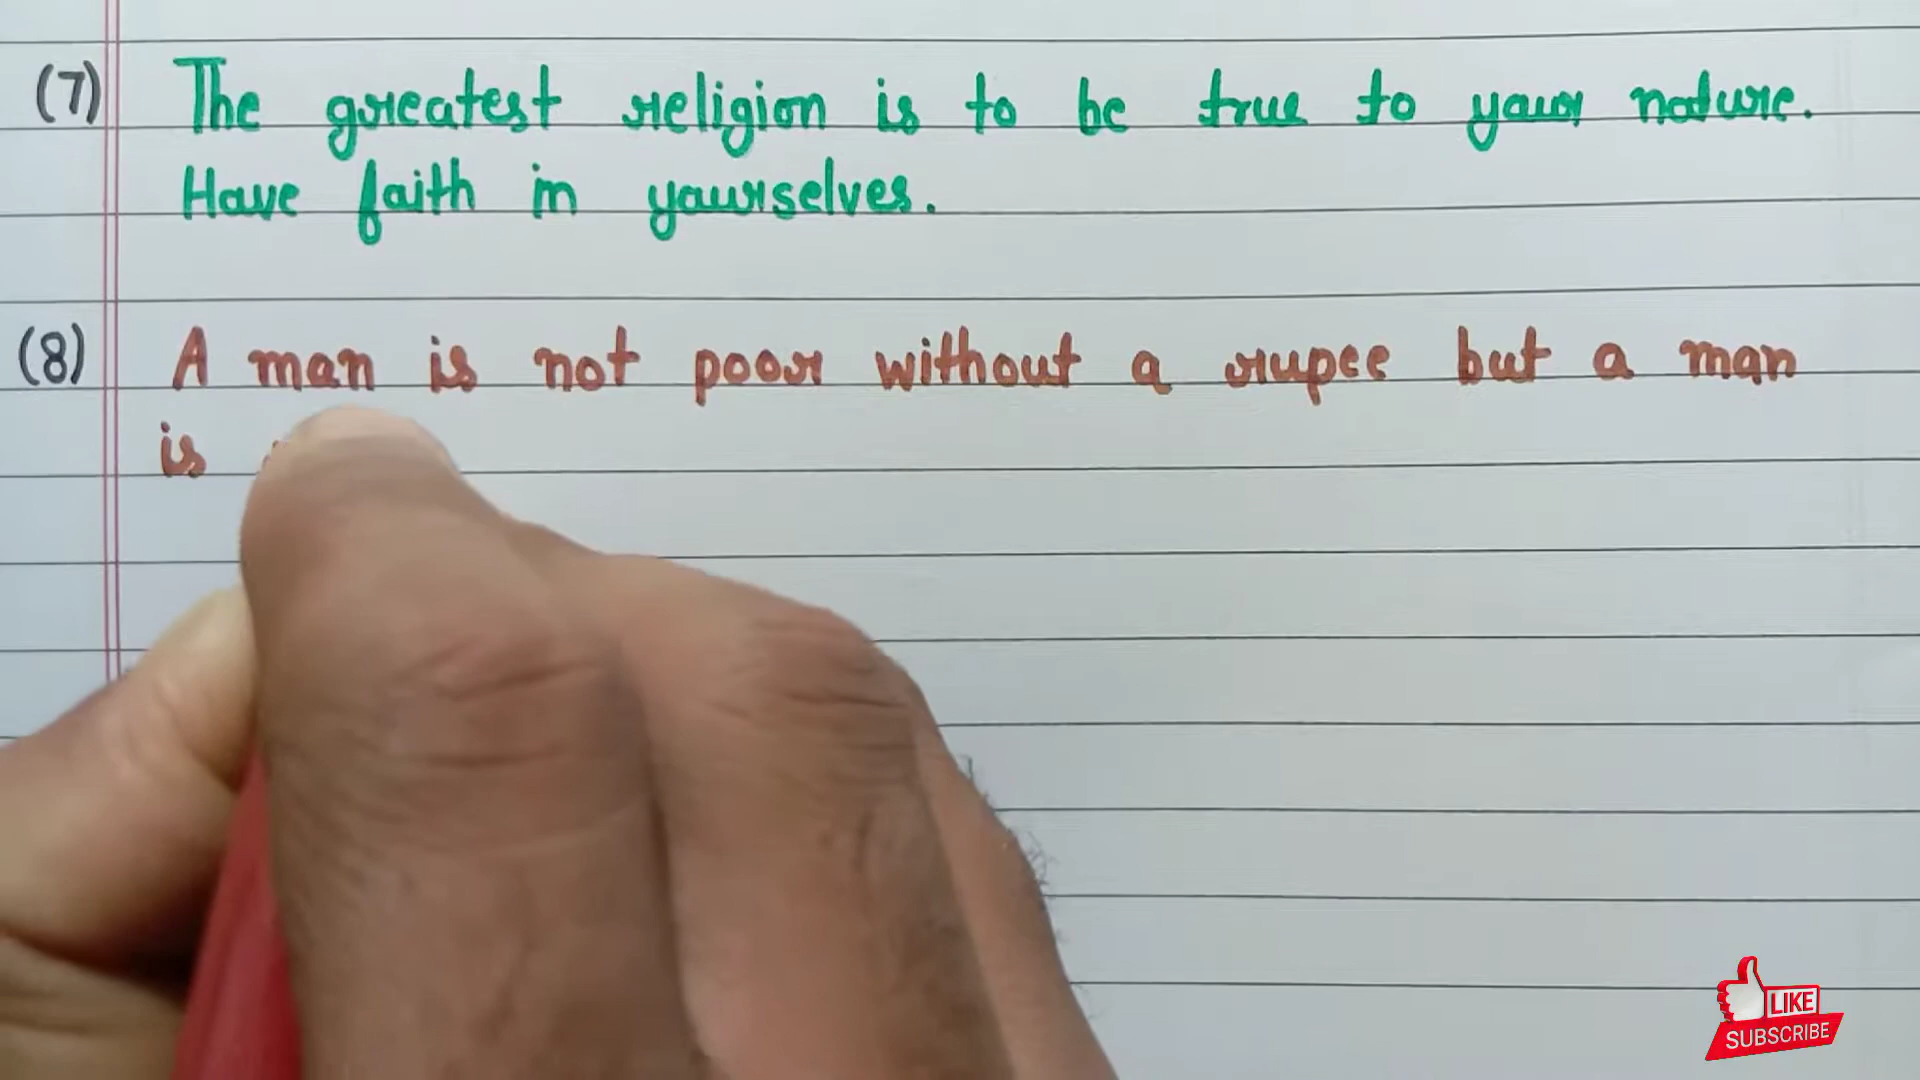 (7) The greatest religion is to be true to your nature.
Have faith in yourselves.
(8) A man is not poor without a rupee but a man
is
LIKE
SUBSCRIBE